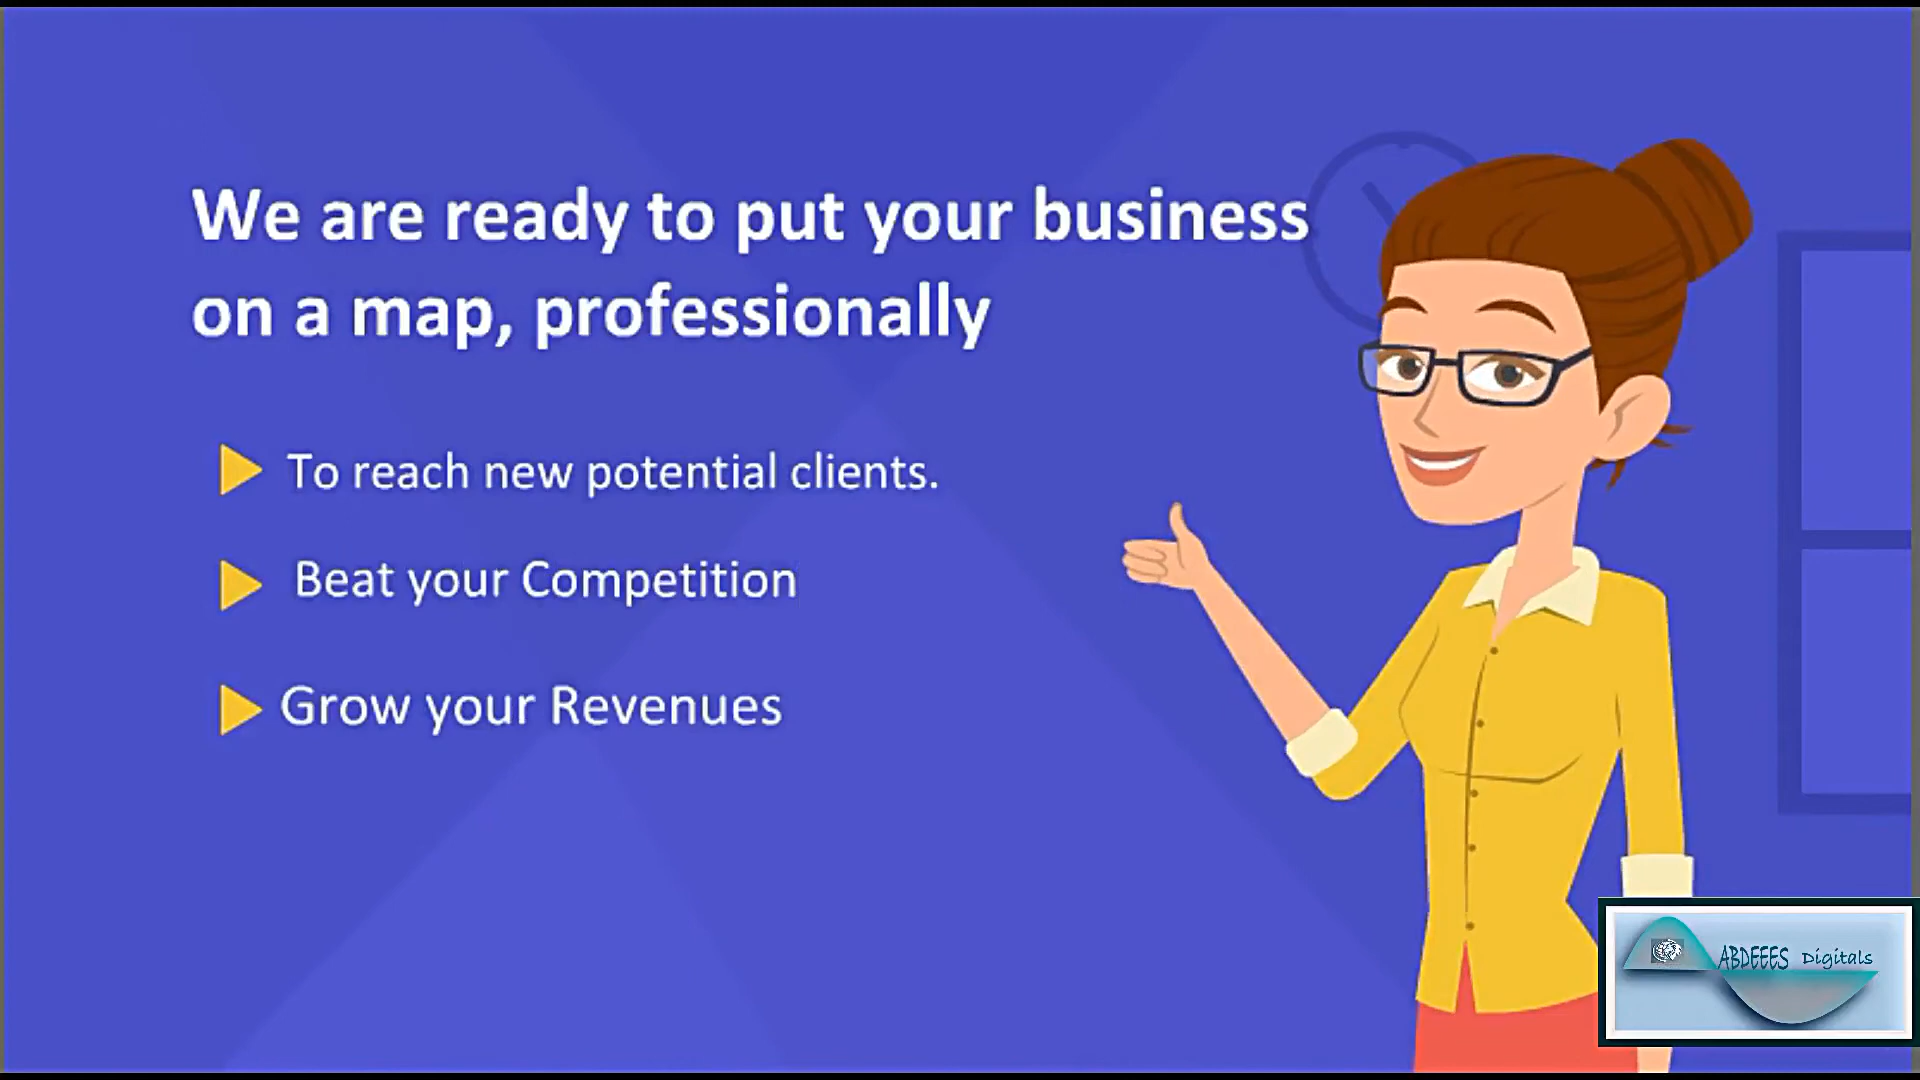 We are ready to put your business
on a map, professionally
To reach new potential clients.
Beat your Competition
Grow your Revenues
ABDEEES Digitals